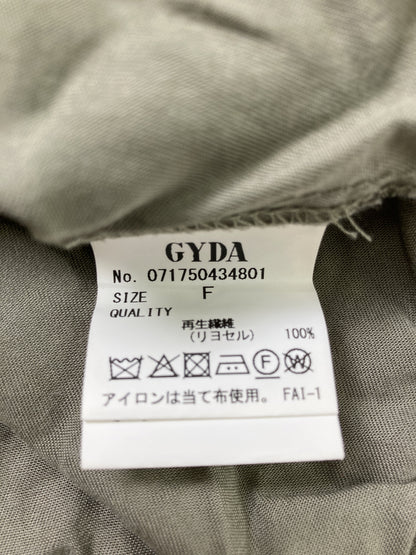 GYDA
No. 071750434801
SIZE F
QUALITY
再生繊維
(リヨセル) 100%
F W
アイロンは当て布使用。 FAI-1